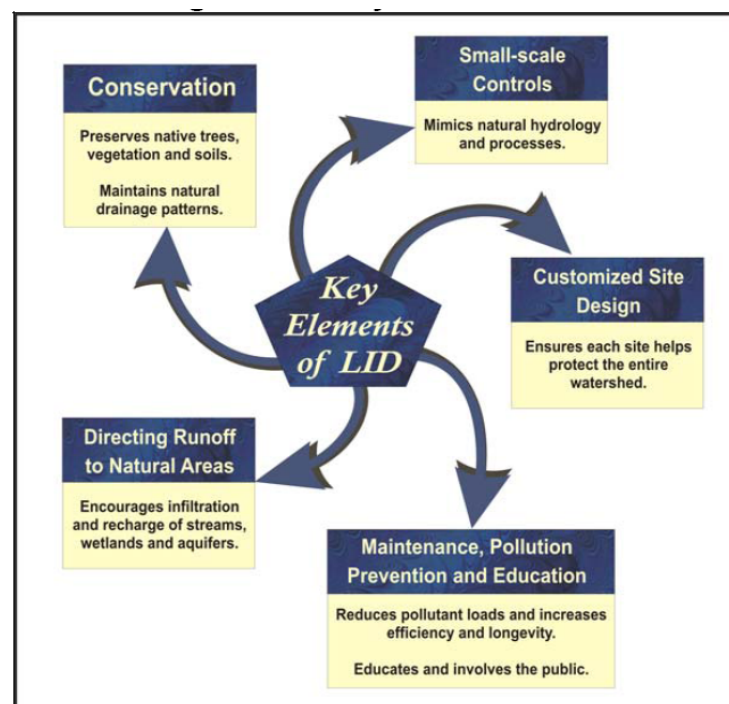 Conservation
Preserves native trees,
vegetation and soils.
Maintains natural
drainage patterns.
Small-scale
Controls
Mimics natural hydrology
and processes.
Customized Site
Design
Ensures each site helps
protect the entire
watershed.
Key
Elements
of LID
Directing Runoff
to Natural Areas
Encourages infiltration
and recharge of streams,
wetlands and aquifers.
Maintenance, Pollution
Prevention and Education
Reduces pollutant loads and increases
efficiency and longevity.
Educates and involves the public.